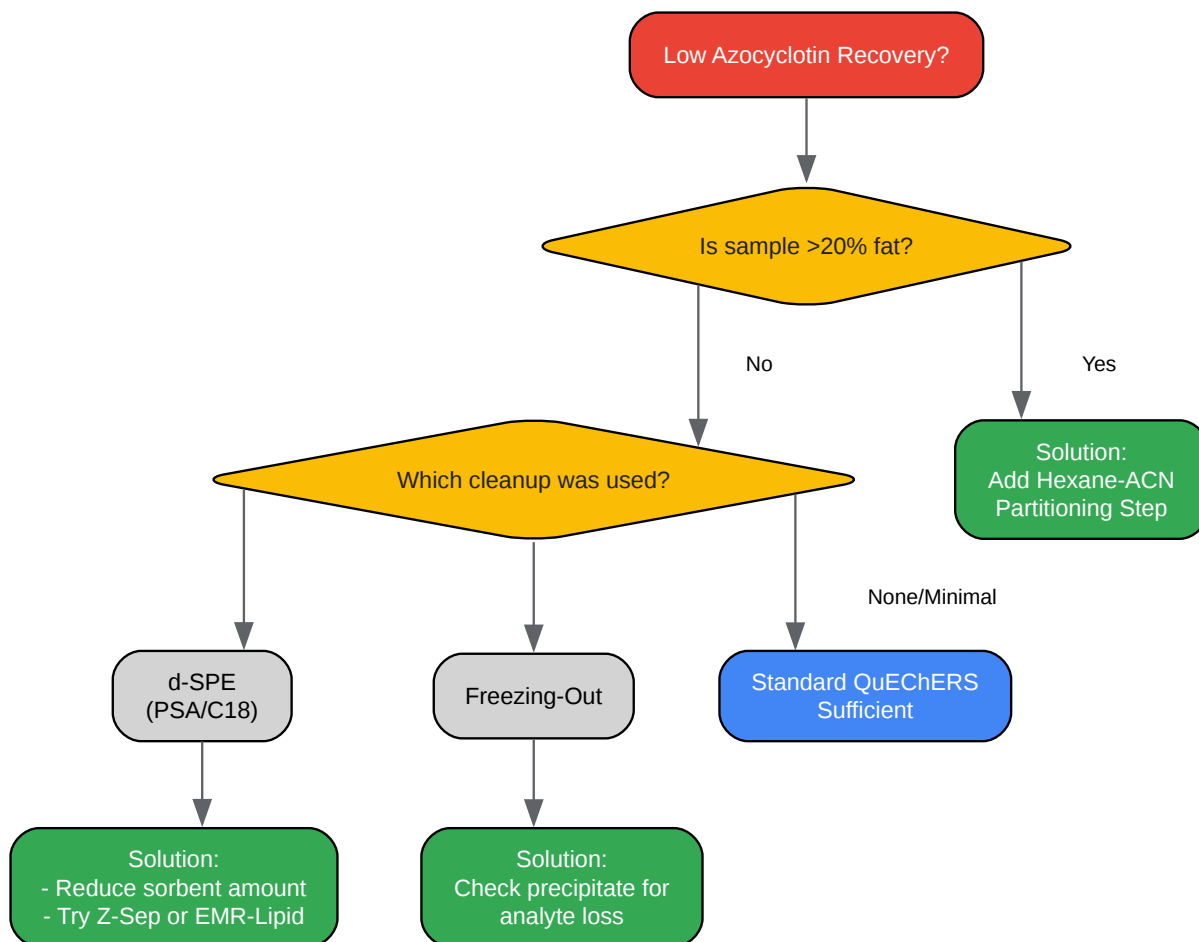 Low Azocyclotin Recovery?
Is sample >20% fat?
No
Yes
Which cleanup was used?
Solution:
Add Hexane-ACN
Partitioning Step
None/Minimal
d-SPE
(PSA/C18)
Freezing-Out
Standard QuEChERS
Sufficient
Solution:
- Reduce sorbent amount
- Try Z-Sep or EMR-Lipid
Solution:
Check precipitate for
analyte loss